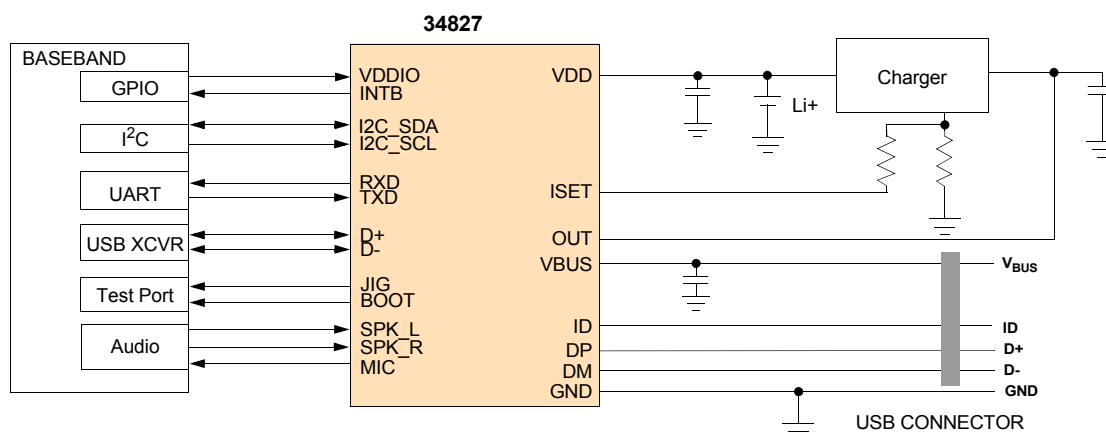 34827
BASEBAND
GPIO
I²C
UART
USB XCVR
Test Port
Audio
VDDIO
INTB
I2C_SDA
I2C_SCL
RXD
TXD
D+
D-
JIG
BOOT
SPK_L
SPK_R
MIC
VDD
ISET
OUT
VBUS
ID
DP
DM
GND
Li+
Charger
VBUS
ID
D+
D-
GND
USB CONNECTOR